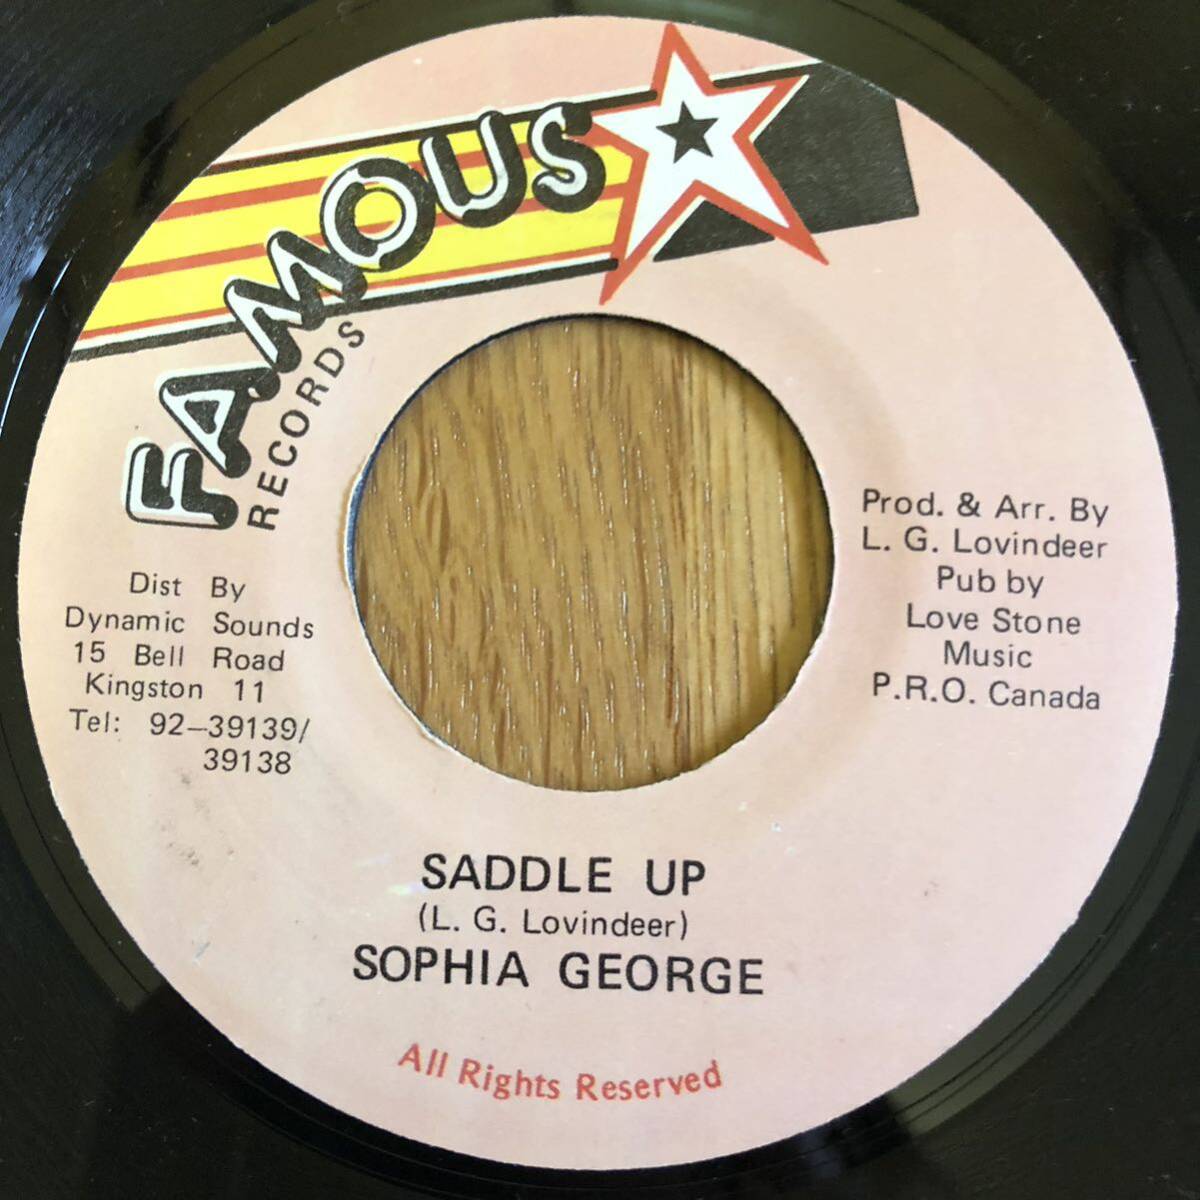 FAMOUS
RECORDS
Dist By
Dynamic Sounds
15 Bell Road
Kingston 11
Tel: 92-39139/
39138
Prod. & Arr. By
L. G. Lovindeer
Pub by
Love Stone
Music
P.R.O. Canada
SADDLE UP
(L. G. Lovindeer)
SOPHIA GEORGE
All Rights Reserved